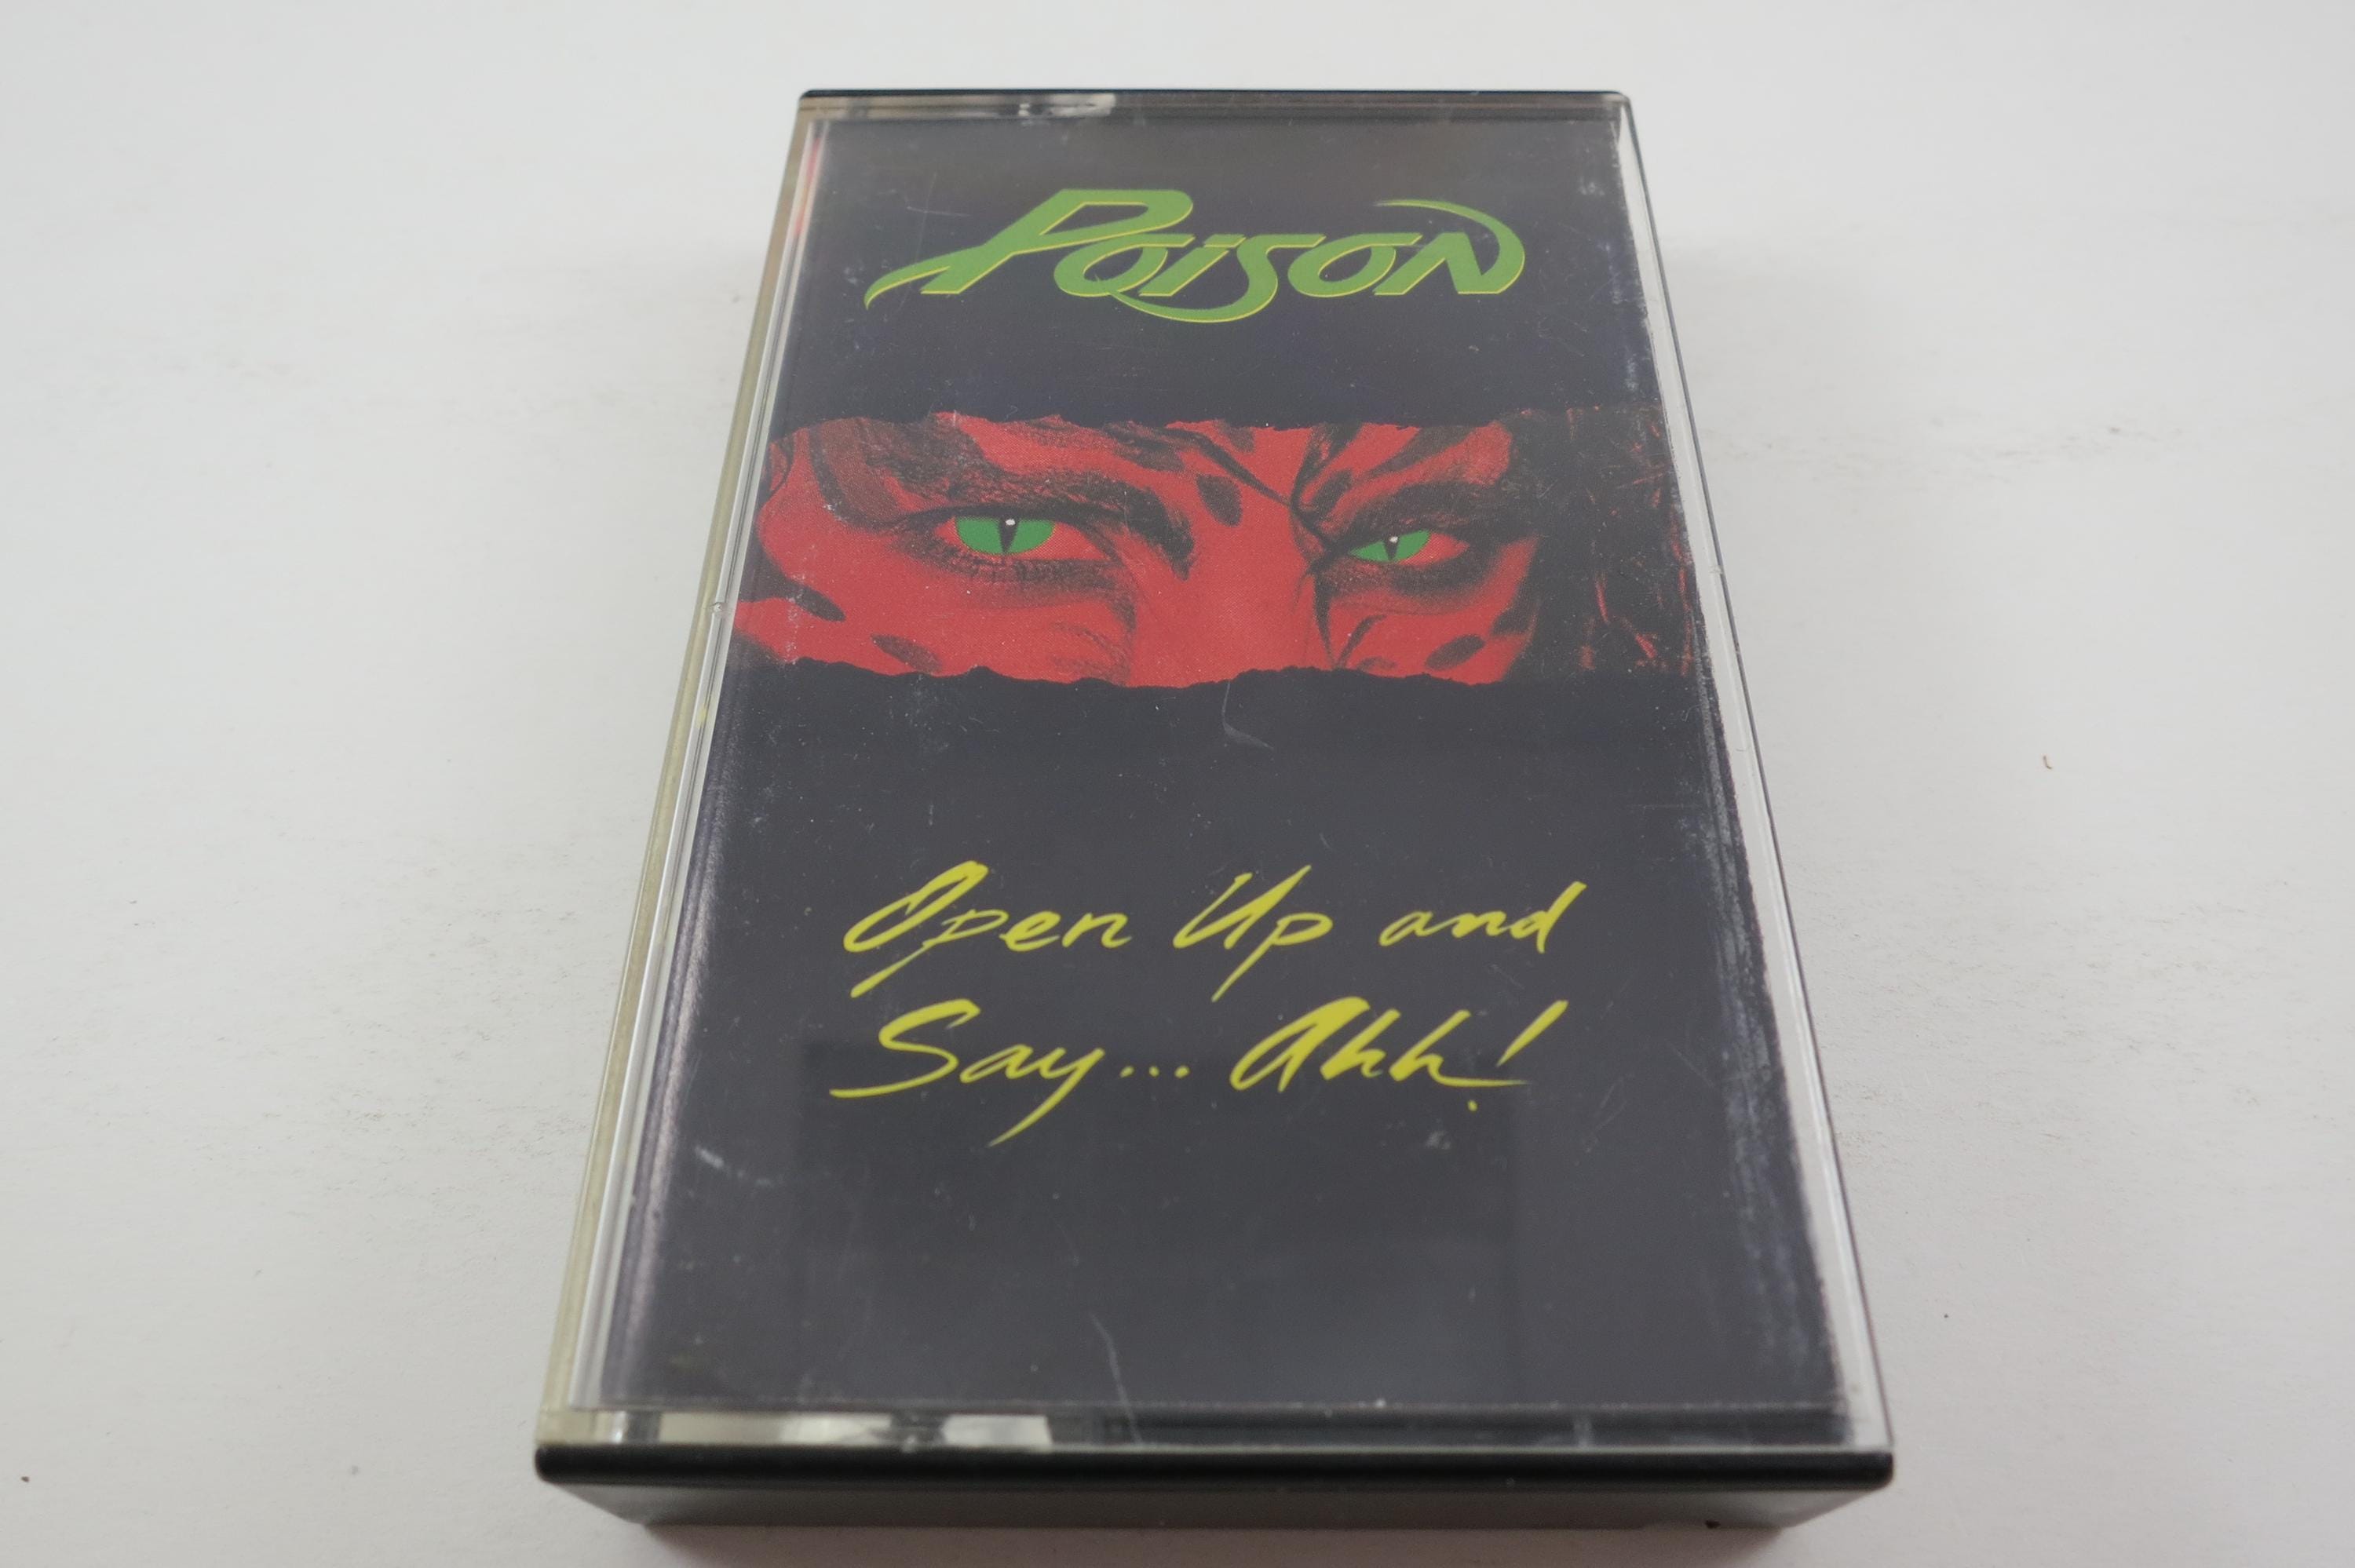 Poison
Open Up and
Say... Ahh!